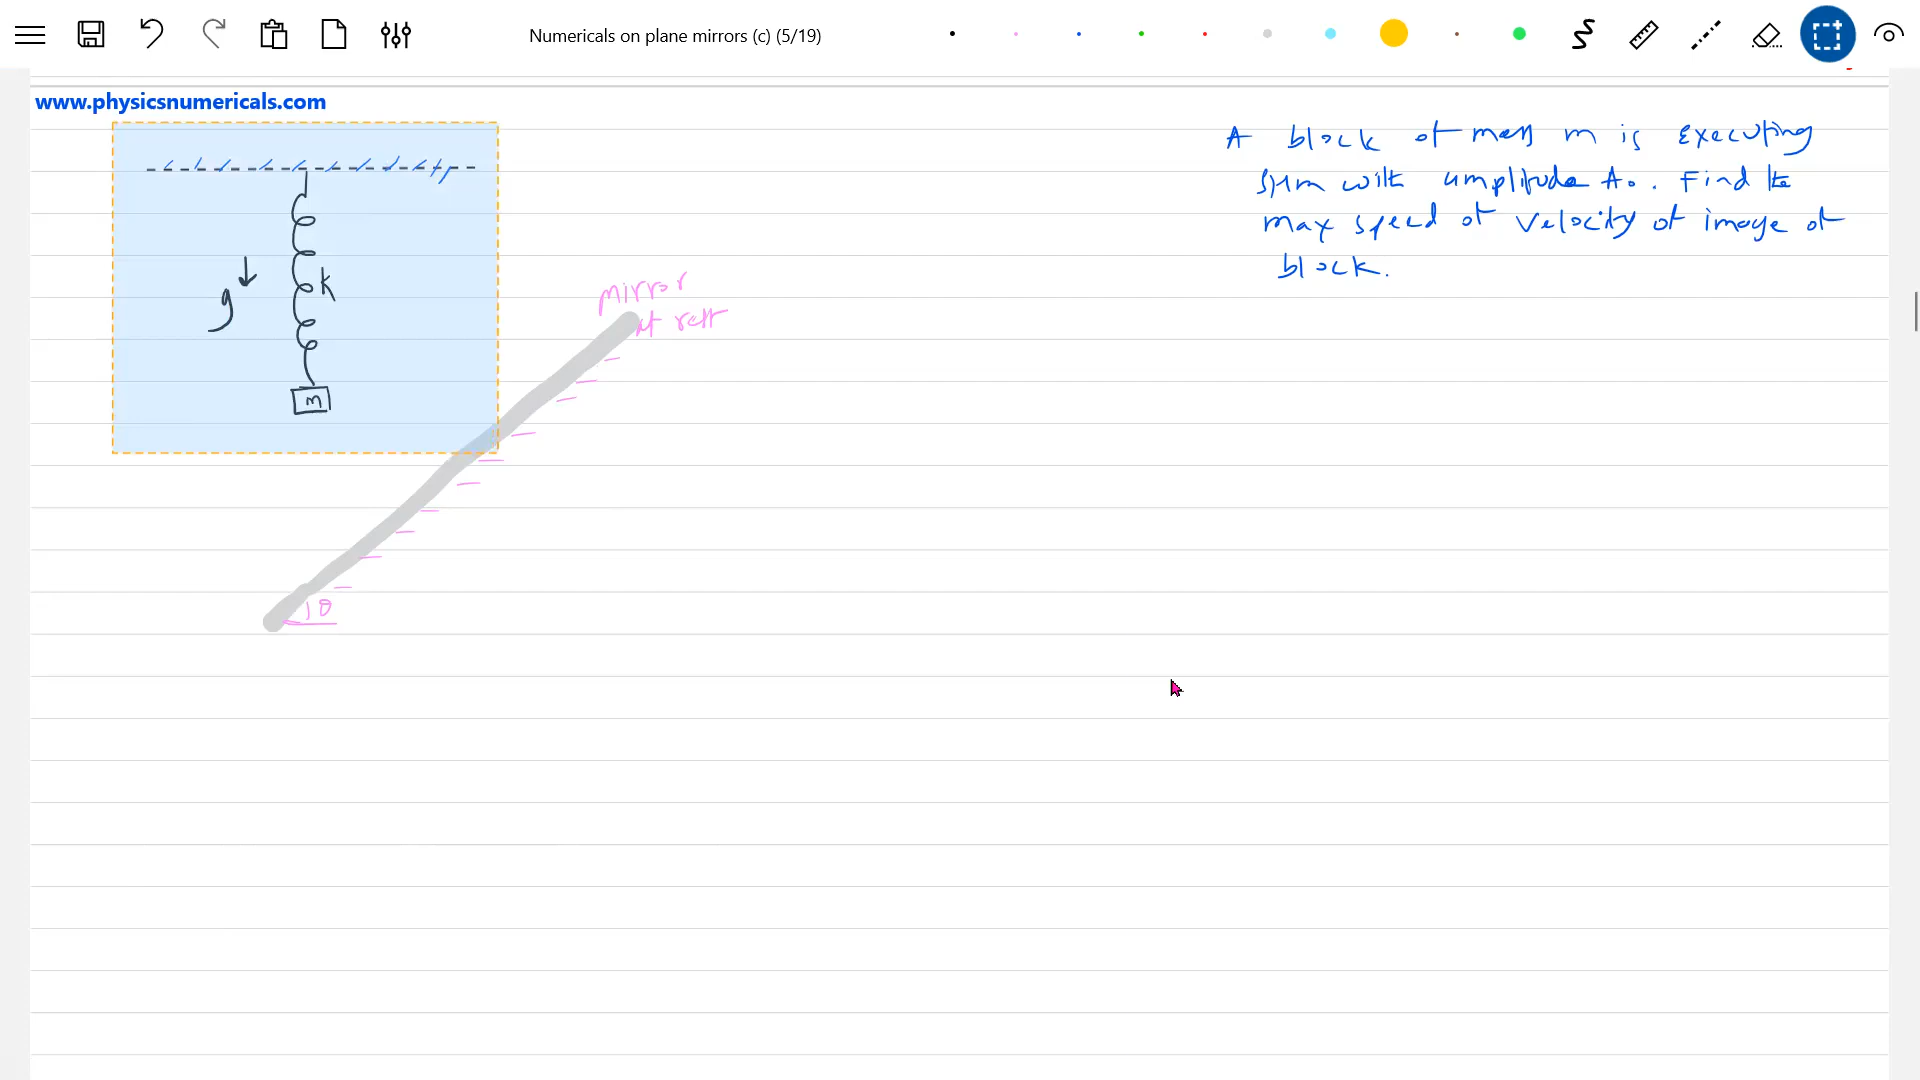 Numericals on plane mirrors (c) (5/19)
www.physicsnumericals.com
A block of mass m is executing
SHM with amplitude A₀. Find the
max speed of velocity of image of
block.
g
k
m
mirror
at rest
θ